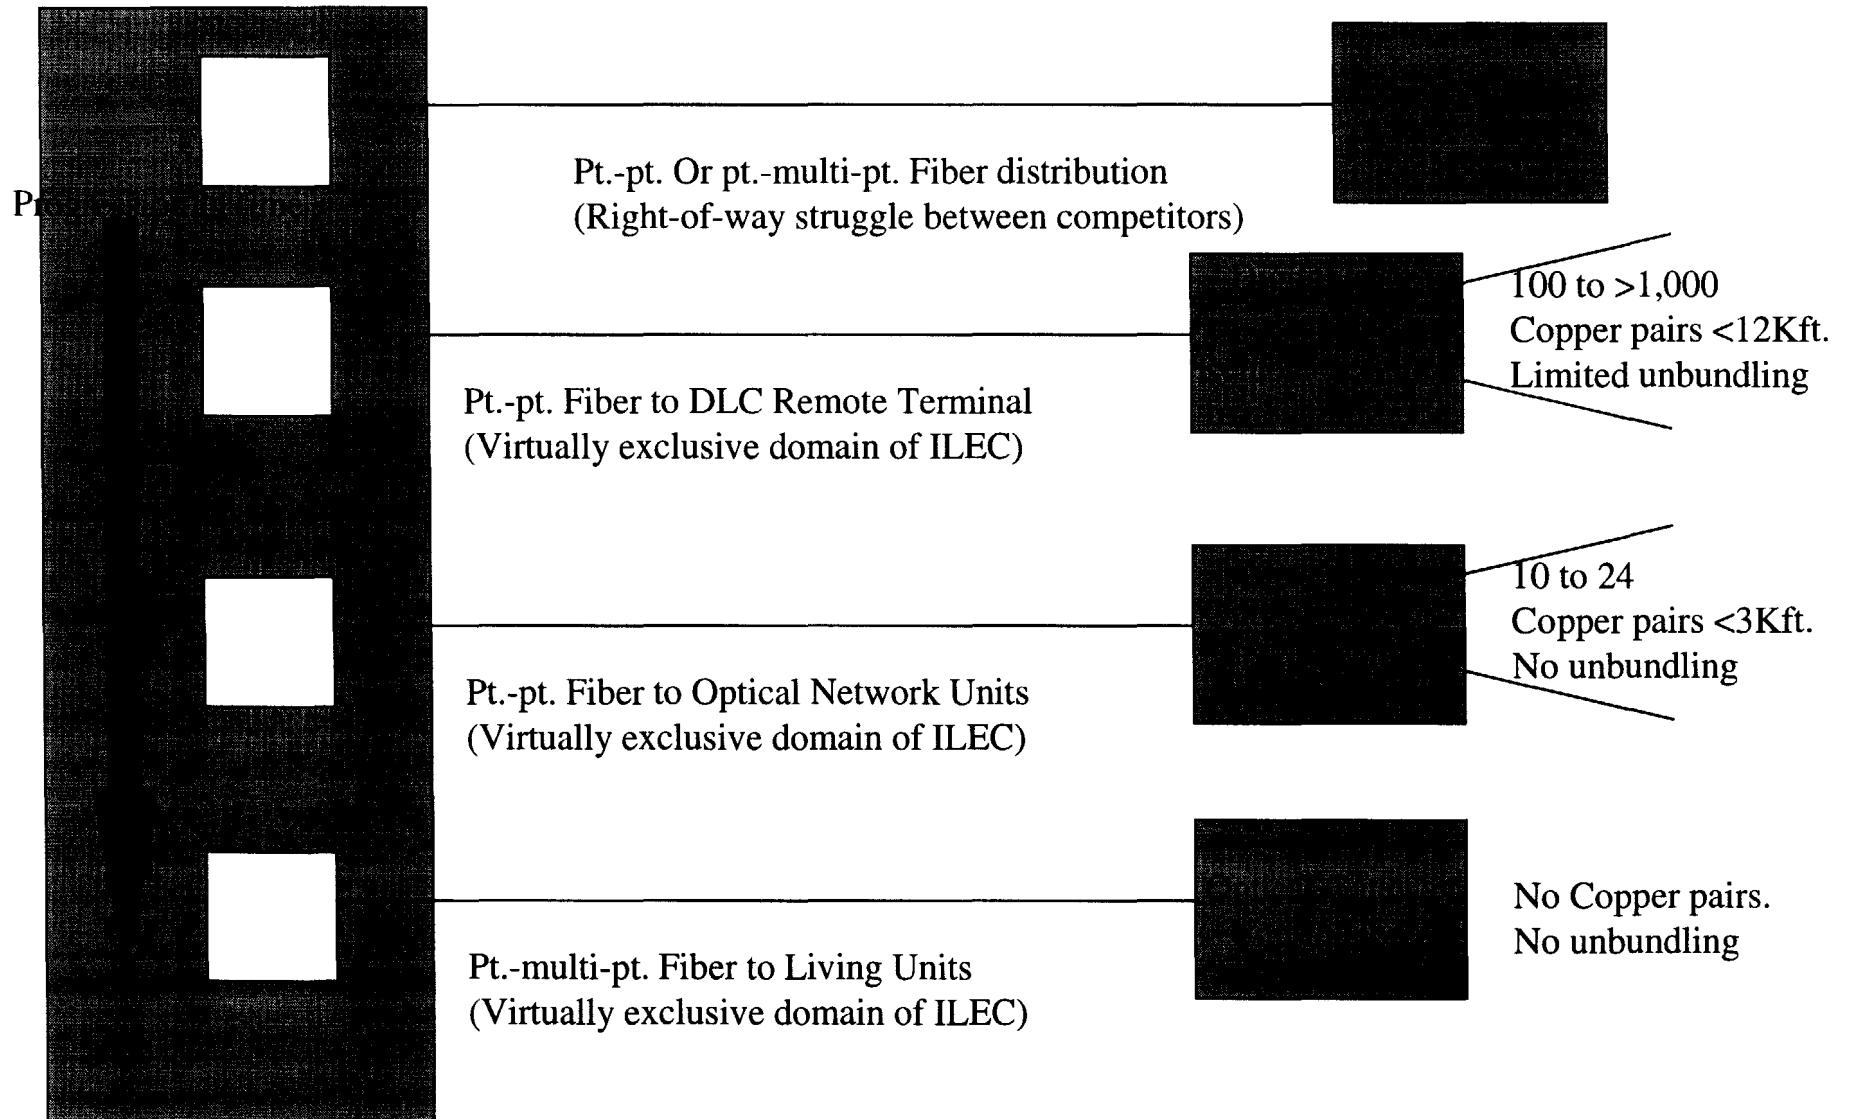 Pt.-pt. Or pt.-multi-pt. Fiber distribution
(Right-of-way struggle between competitors)
100 to >1,000
Copper pairs <12Kft.
Limited unbundling
Pt.-pt. Fiber to DLC Remote Terminal
(Virtually exclusive domain of ILEC)
10 to 24
Copper pairs <3Kft.
No unbundling
Pt.-pt. Fiber to Optical Network Units
(Virtually exclusive domain of ILEC)
No Copper pairs.
No unbundling
Pt.-multi-pt. Fiber to Living Units
(Virtually exclusive domain of ILEC)